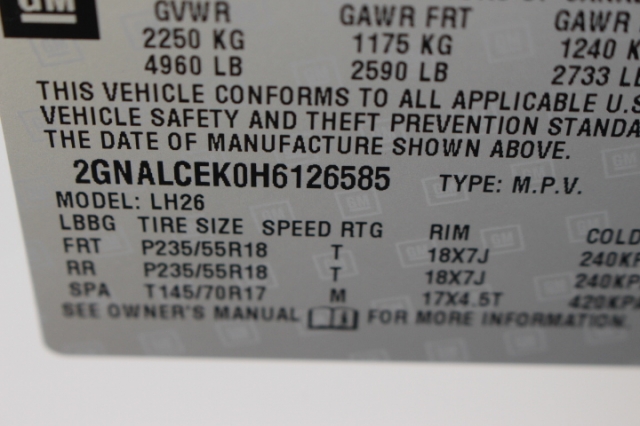 GM
GVWR GAWR FRT GAWR
2250 KG 1175 KG 1240 K
4960 LB 2590 LB 2733 L
THIS VEHICLE CONFORMS TO ALL APPLICABLE U.S
VEHICLE SAFETY AND THEFT PREVENTION STANDA
THE DATE OF MANUFACTURE SHOWN ABOVE.
2GNALCEK0H6126585 TYPE: M.P.V.
MODEL: LH26
LBBG TIRE SIZE SPEED RTG RIM COLD
FRT P235/55R18 T 18X7J 240KP
RR P235/55R18 T 18X7J 240KP
SPA T145/70R17 M 17X4.5T 420KPA
SEE OWNER'S MANUAL FOR MORE INFORMATION.